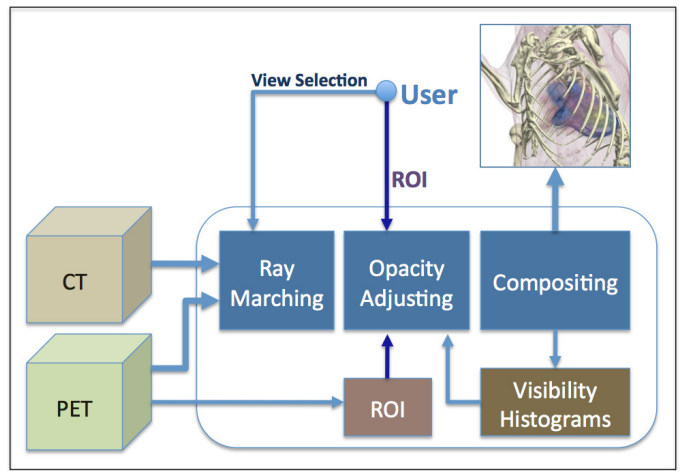 View Selection
User
ROI
CT
Ray
Marching
Opacity
Adjusting
Compositing
PET
ROI
Visibility
Histograms